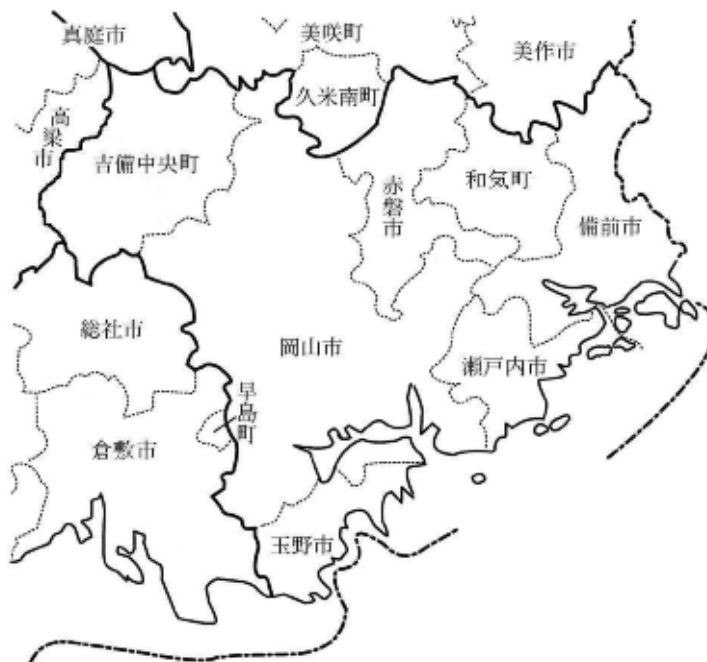 真庭市
美咲町
美作市
久米南町
高梁市
吉備中央町
赤磐市
和気町
備前市
総社市
岡山市
瀬戸内市
早島町
倉敷市
玉野市